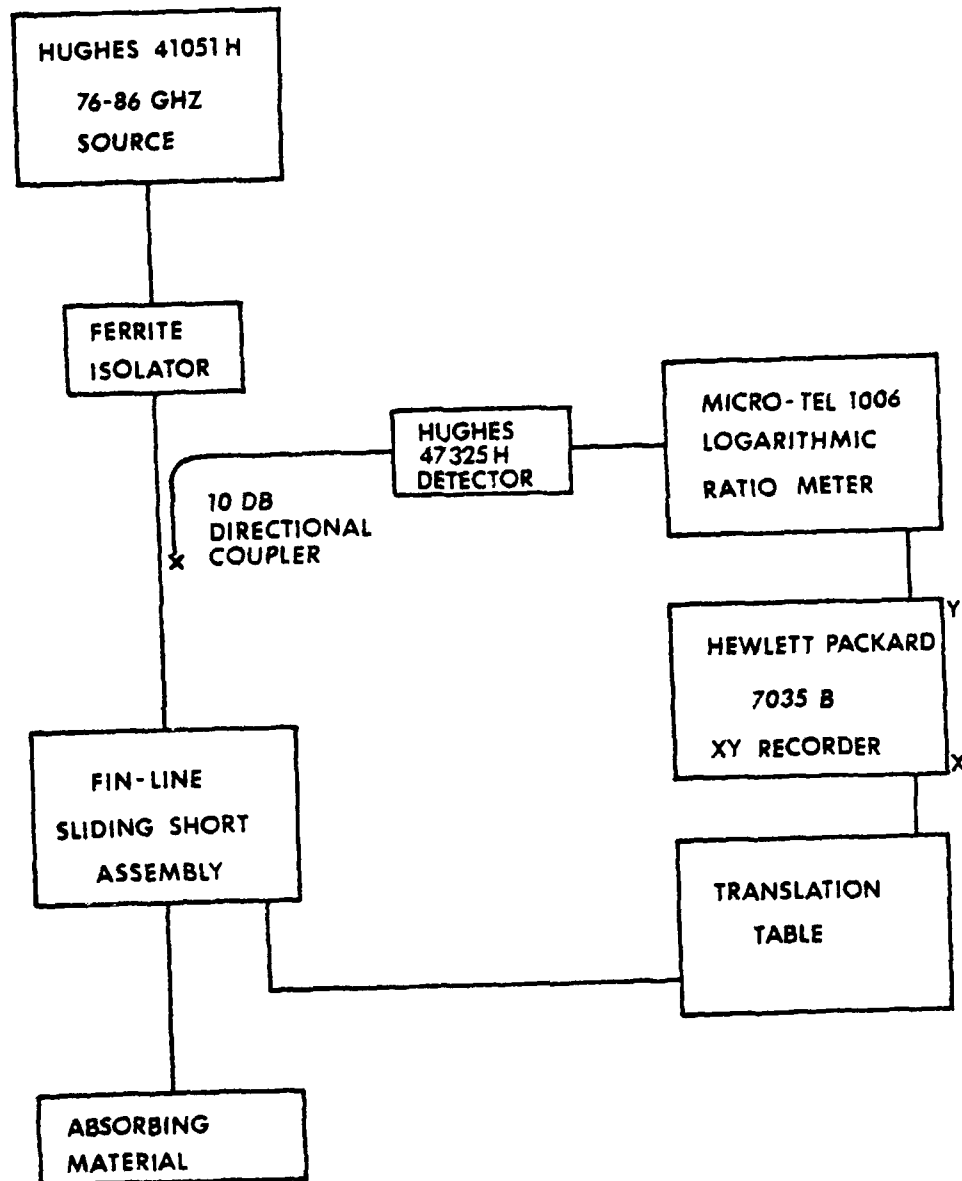 HUGHES 41051 H
76-86 GHZ
SOURCE
FERRITE
ISOLATOR
10 DB
DIRECTIONAL
COUPLER
X
HUGHES
47325 H
DETECTOR
MICRO-TEL 1006
LOGARITHMIC
RATIO METER
Y
HEWLETT PACKARD
7035 B
XY RECORDER
X
FIN-LINE
SLIDING SHORT
ASSEMBLY
TRANSLATION
TABLE
ABSORBING
MATERIAL